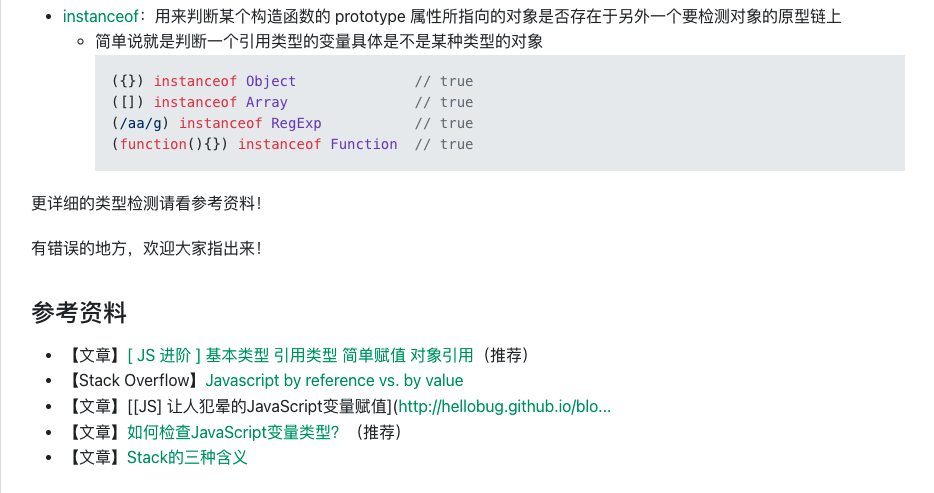 instanceof：用来判断某个构造函数的 prototype 属性所指向的对象是否存在于另外一个要检测对象的原型链上
简单说就是判断一个引用类型的变量具体是不是某种类型的对象
({}) instanceof Object              // true
([]) instanceof Array               // true
(/aa/g) instanceof RegExp           // true
(function(){}) instanceof Function  // true
更详细的类型检测请看参考资料！
有错误的地方，欢迎大家指出来！
参考资料
【文章】[ JS 进阶 ] 基本类型 引用类型 简单赋值 对象引用（推荐）
【Stack Overflow】Javascript by reference vs. by value
【文章】[[JS] 让人犯晕的JavaScript变量赋值](http://hellobug.github.io/blo...
【文章】如何检查JavaScript变量类型？（推荐）
【文章】Stack的三种含义